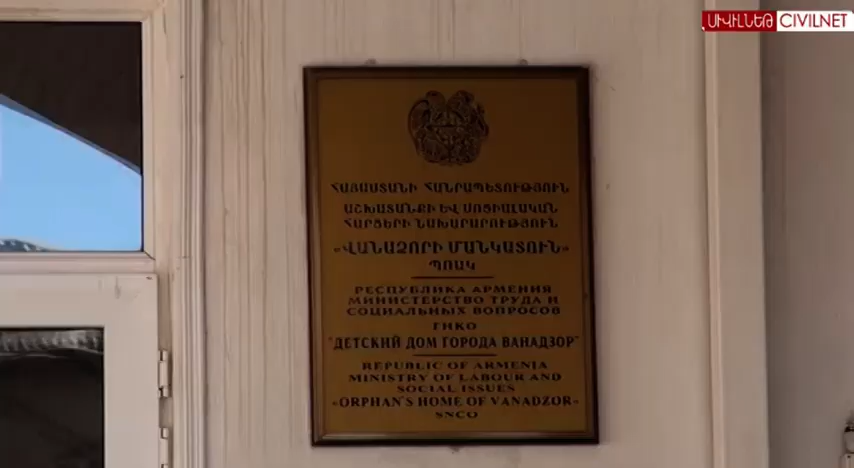 ՍԻՎԻԼՆԵԹ CIVILNET
ՀԱՅԱՍՏԱՆԻ ՀԱՆՐԱՊԵՏՈՒԹՅՈՒՆ
ԱՇԽԱՏԱՆՔԻ ԵՎ ՍՈՑԻԱԼԱԿԱՆ
ՀԱՐՑԵՐԻ ՆԱԽԱՐԱՐՈՒԹՅՈՒՆ
«ՎԱՆԱՁՈՐԻ ՄԱՆԿԱՏՈՒՆ»
ՊՈԱԿ
РЕСПУБЛИКА АРМЕНИЯ
МИНИСТЕРСТВО ТРУДА И
СОЦИАЛЬНЫХ ВОПРОСОВ
ГНКО
"ДЕТСКИЙ ДОМ ГОРОДА ВАНАДЗОР"
REPUBLIC OF ARMENIA
MINISTRY OF LABOUR AND
SOCIAL ISSUES
«ORPHAN'S HOME OF VANADZOR»
SNCO